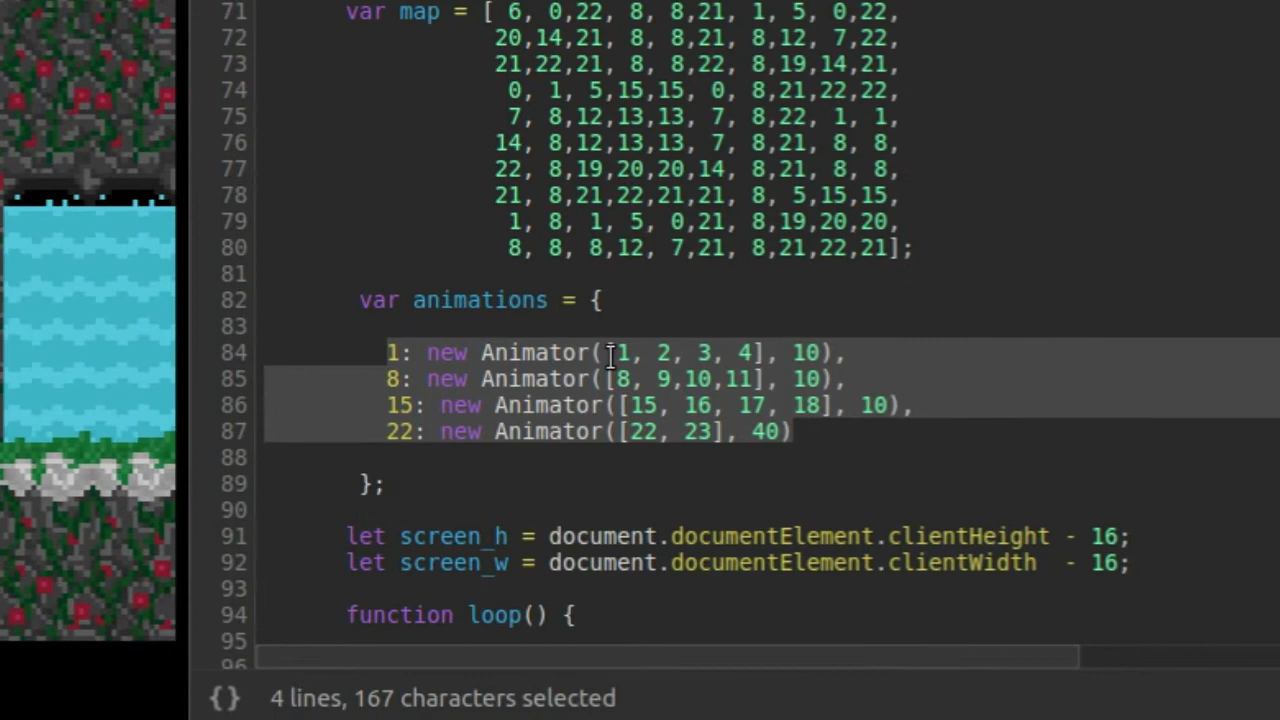 71 var map = [ 6, 0,22, 8, 8,21, 1, 5, 0,22,
72 20,14,21, 8, 8,21, 8,12, 7,22,
73 21,22,21, 8, 8,22, 8,19,14,21,
74 0, 1, 5,15,15, 0, 8,21,22,22,
75 7, 8,12,13,13, 7, 8,22, 1, 1,
76 14, 8,12,13,13, 7, 8,21, 8, 8,
77 22, 8,19,20,20,14, 8,21, 8, 8,
78 21, 8,21,22,21,21, 8, 5,15,15,
79 1, 8, 1, 5, 0,21, 8,19,20,20,
80 8, 8, 8,12, 7,21, 8,21,22,21];
81
82 var animations = {
83
84 1: new Animator([1, 2, 3, 4], 10),
85 8: new Animator([8, 9,10,11], 10),
86 15: new Animator([15, 16, 17, 18], 10),
87 22: new Animator([22, 23], 40)
88
89 };
90
91 let screen_h = document.documentElement.clientHeight - 16;
92 let screen_w = document.documentElement.clientWidth  - 16;
93
94 function loop() {
95
96
{} 4 lines, 167 characters selected